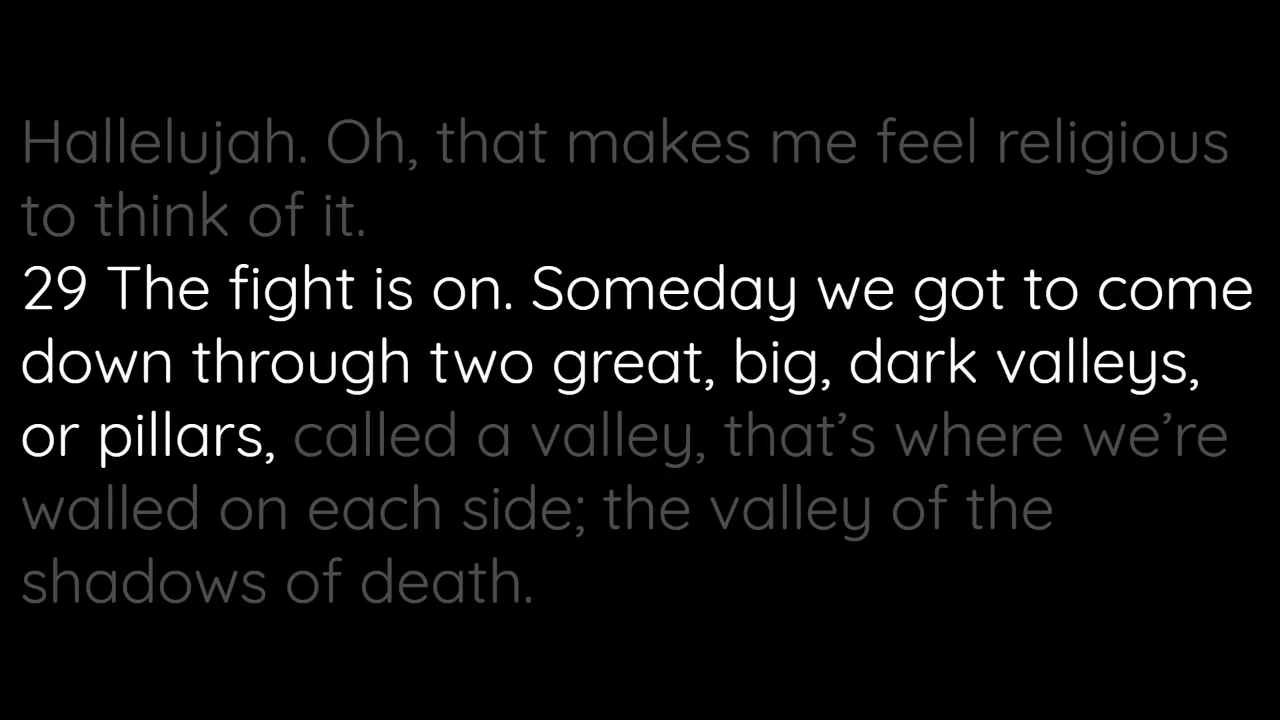 Hallelujah. Oh, that makes me feel religious
to think of it.
29 The fight is on. Someday we got to come
down through two great, big, dark valleys,
or pillars, called a valley, that’s where we’re
walled on each side; the valley of the
shadows of death.